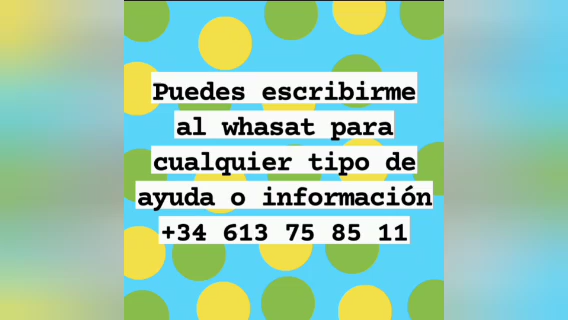 Puedes escribirme
al whasat para
cualquier tipo de
ayuda o información
+34 613 75 85 11